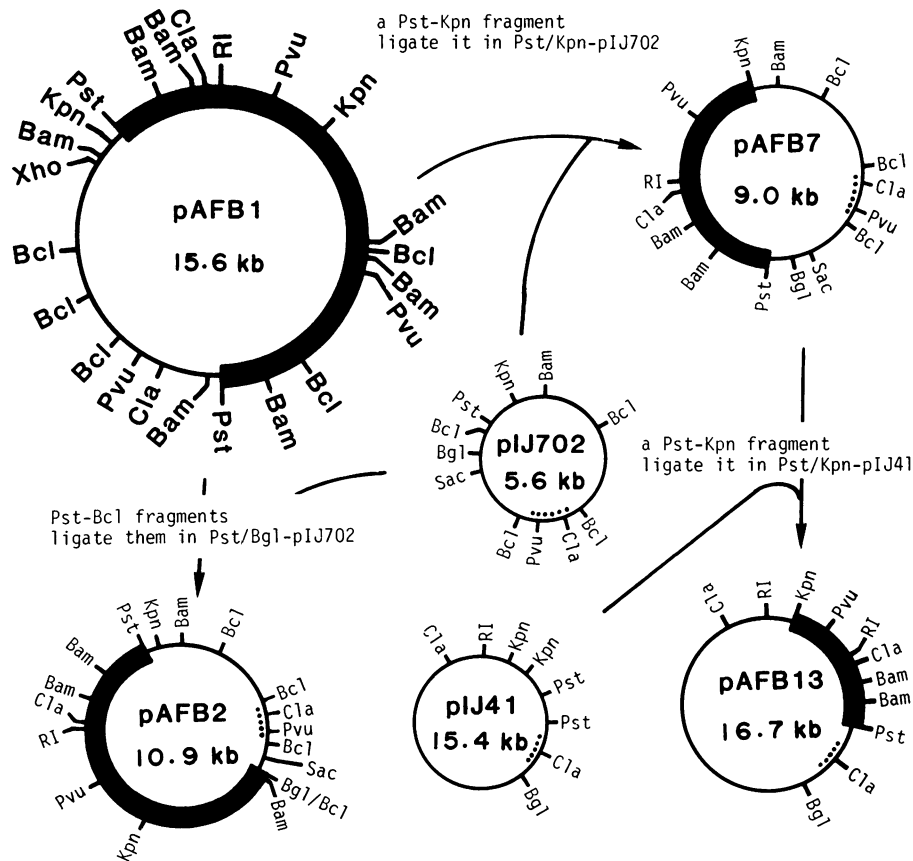 a Pst-Kpn fragment
ligate it in Pst/Kpn-pIJ702
pAFB1
15.6 kb
Pst
Bam
Bam
Cla
RI
Pvu
Kpn
Bam
Bcl
Bam
Pvu
Bcl
Bam
Pst
Bam
Cla
Pvu
Bcl
Bcl
Bcl
Xho
Bam
Kpn
pAFB7
9.0 kb
Kpn
Bam
Bcl
Bcl
Cla
Pvu
Bcl
Sac
Bgl
Pst
Bam
Bam
Cla
RI
Pvu
pIJ702
5.6 kb
Kpn
Bam
Bcl
Bcl
Cla
Pvu
Bcl
Sac
Bgl
Bcl
Pst
a Pst-Kpn fragment
ligate it in Pst/Kpn-pIJ41
Pst-Bcl fragments
ligate them in Pst/Bgl-pIJ702
pAFB2
10.9 kb
Pst
Kpn
Bam
Bcl
Bcl
Cla
Pvu
Bcl
Sac
Bgl/Bcl
Bam
Kpn
Pvu
RI
Cla
Bam
Bam
pIJ41
15.4 kb
Cla
RI
Kpn
Kpn
Pst
Pst
Cla
Bgl
pAFB13
16.7 kb
Cla
RI
Kpn
Pvu
RI
Cla
Bam
Bam
Pst
Cla
Bgl